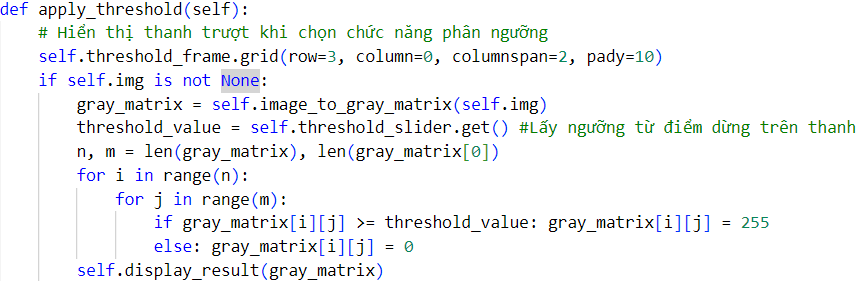 def apply_threshold(self):
    # Hiển thị thanh trượt khi chọn chức năng phân ngưỡng
    self.threshold_frame.grid(row=3, column=0, columnspan=2, pady=10)
    if self.img is not None:
        gray_matrix = self.image_to_gray_matrix(self.img)
        threshold_value = self.threshold_slider.get() #Lấy ngưỡng từ điểm dừng trên thanh
        n, m = len(gray_matrix), len(gray_matrix[0])
        for i in range(n):
            for j in range(m):
                if gray_matrix[i][j] >= threshold_value: gray_matrix[i][j] = 255
                else: gray_matrix[i][j] = 0
        self.display_result(gray_matrix)